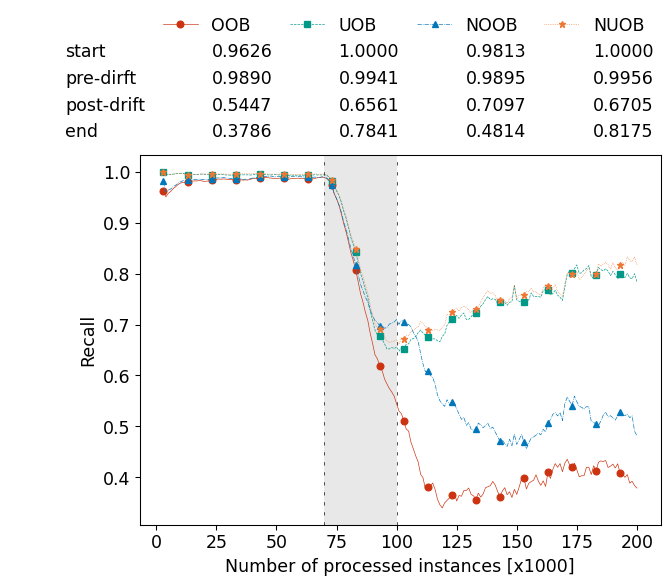 OOB UOB NOOB NUOB
start 0.9626 1.0000 0.9813 1.0000
pre-dirft 0.9890 0.9941 0.9895 0.9956
post-drift 0.5447 0.6561 0.7097 0.6705
end 0.3786 0.7841 0.4814 0.8175
1.0
0.9
0.8
0.7
0.6
0.5
0.4
Recall
0 25 50 75 100 125 150 175 200
Number of processed instances [x1000]